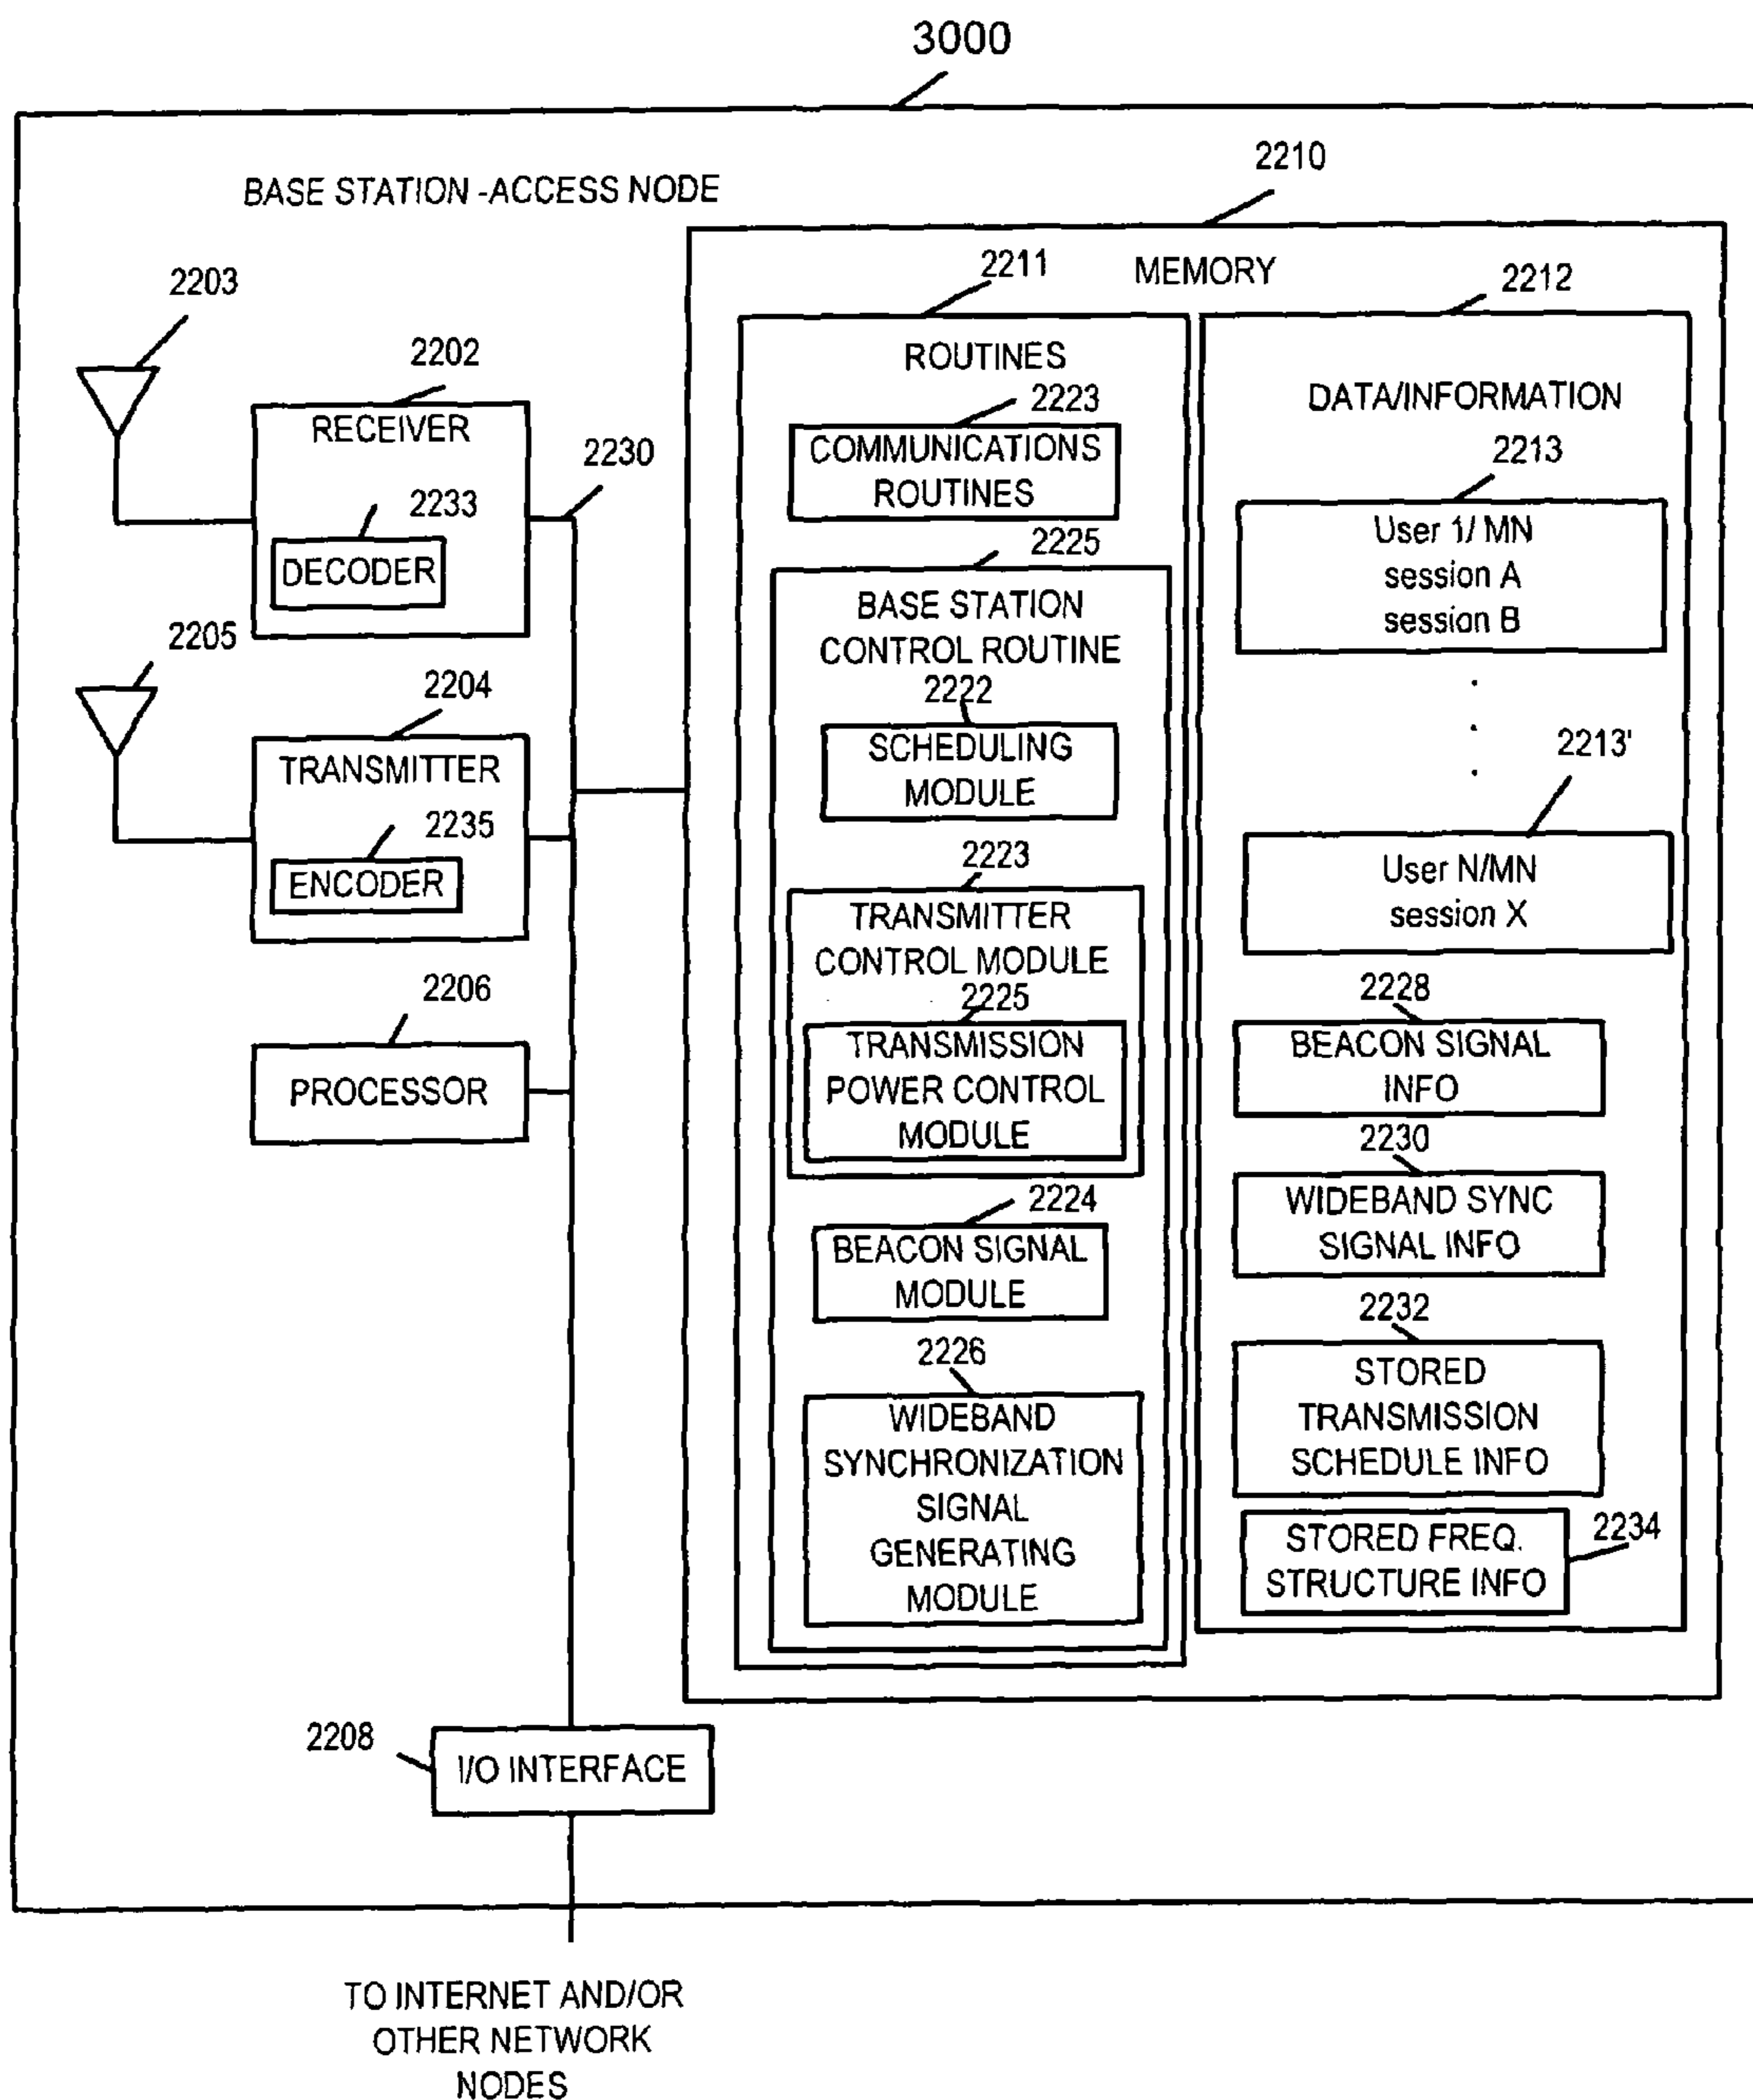 3000
BASE STATION -ACCESS NODE
2210
MEMORY
2203
2202
RECEIVER
2233
DECODER
2230
2205
2204
TRANSMITTER
2235
ENCODER
2206
PROCESSOR
2208
I/O INTERFACE
TO INTERNET AND/OR
OTHER NETWORK
NODES
2211
ROUTINES
2223
COMMUNICATIONS
ROUTINES
2225
BASE STATION
CONTROL ROUTINE
2222
SCHEDULING
MODULE
2223
TRANSMITTER
CONTROL MODULE
2225
TRANSMISSION
POWER CONTROL
MODULE
2224
BEACON SIGNAL
MODULE
2226
WIDEBAND
SYNCHRONIZATION
SIGNAL
GENERATING
MODULE
2212
DATA/INFORMATION
2213
User 1/ MN
session A
session B
2213'
User N/MN
session X
2228
BEACON SIGNAL
INFO
2230
WIDEBAND SYNC
SIGNAL INFO
2232
STORED
TRANSMISSION
SCHEDULE INFO
2234
STORED FREQ.
STRUCTURE INFO